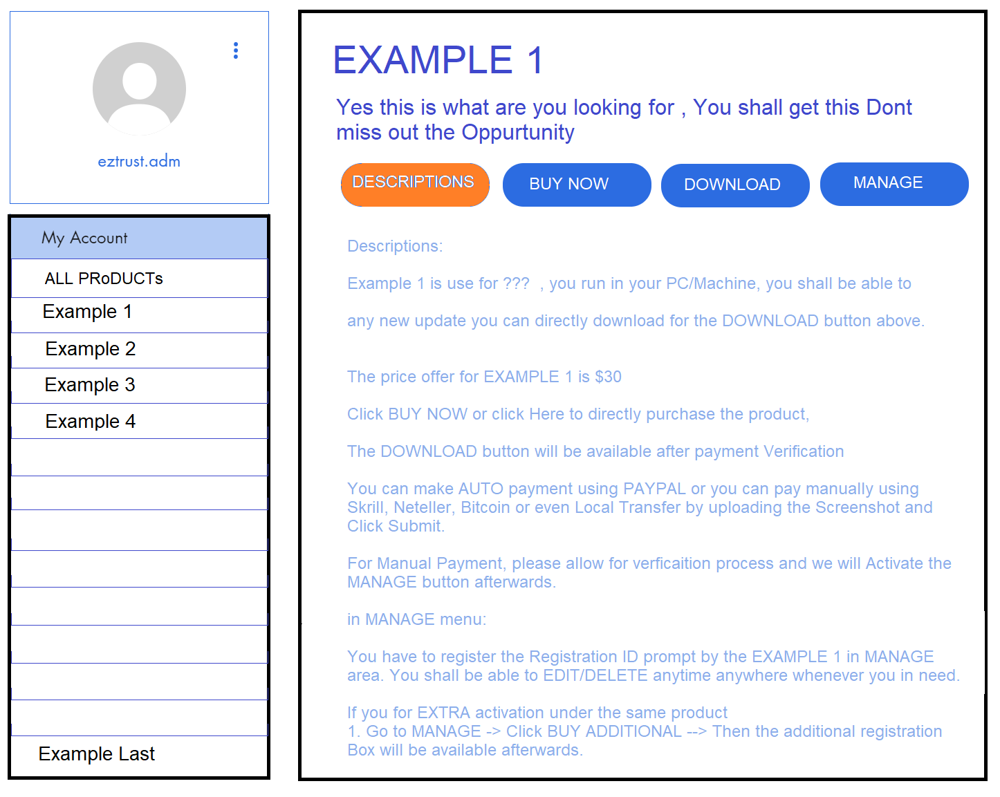 eztrust.adm
My Account
ALL PRoDUCTs
Example 1
Example 2
Example 3
Example 4
Example Last
EXAMPLE 1
Yes this is what are you looking for , You shall get this Dont
miss out the Oppurtunity
DESCRIPTIONS
BUY NOW
DOWNLOAD
MANAGE
Descriptions:
Example 1 is use for ??? , you run in your PC/Machine, you shall be able to
any new update you can directly download for the DOWNLOAD button above.
The price offer for EXAMPLE 1 is $30
Click BUY NOW or click Here to directly purchase the product,
The DOWNLOAD button will be available after payment Verification
You can make AUTO payment using PAYPAL or you can pay manually using
Skrill, Neteller, Bitcoin or even Local Transfer by uploading the Screenshot and
Click Submit.
For Manual Payment, please allow for verficaition process and we will Activate the
MANAGE button afterwards.
in MANAGE menu:
You have to register the Registration ID prompt by the EXAMPLE 1 in MANAGE
area. You shall be able to EDIT/DELETE anytime anywhere whenever you in need.
If you for EXTRA activation under the same product
1. Go to MANAGE -> Click BUY ADDITIONAL --> Then the additional registration
Box will be available afterwards.